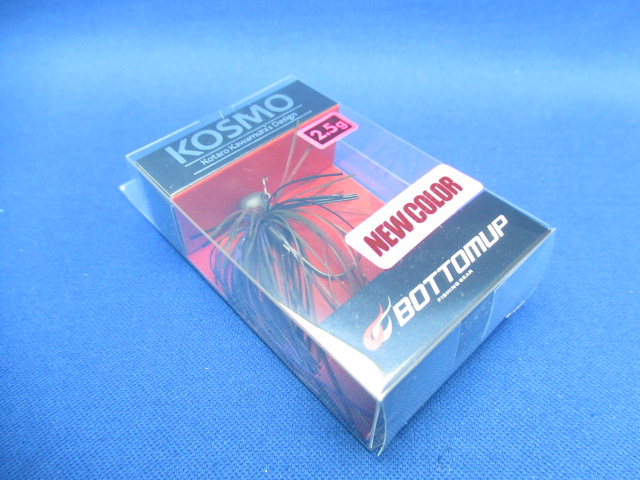 KOSMO
Kotaro Kawamura's Design
2.5g
NEW COLOR
BOTTOMUP
FISHING GEAR